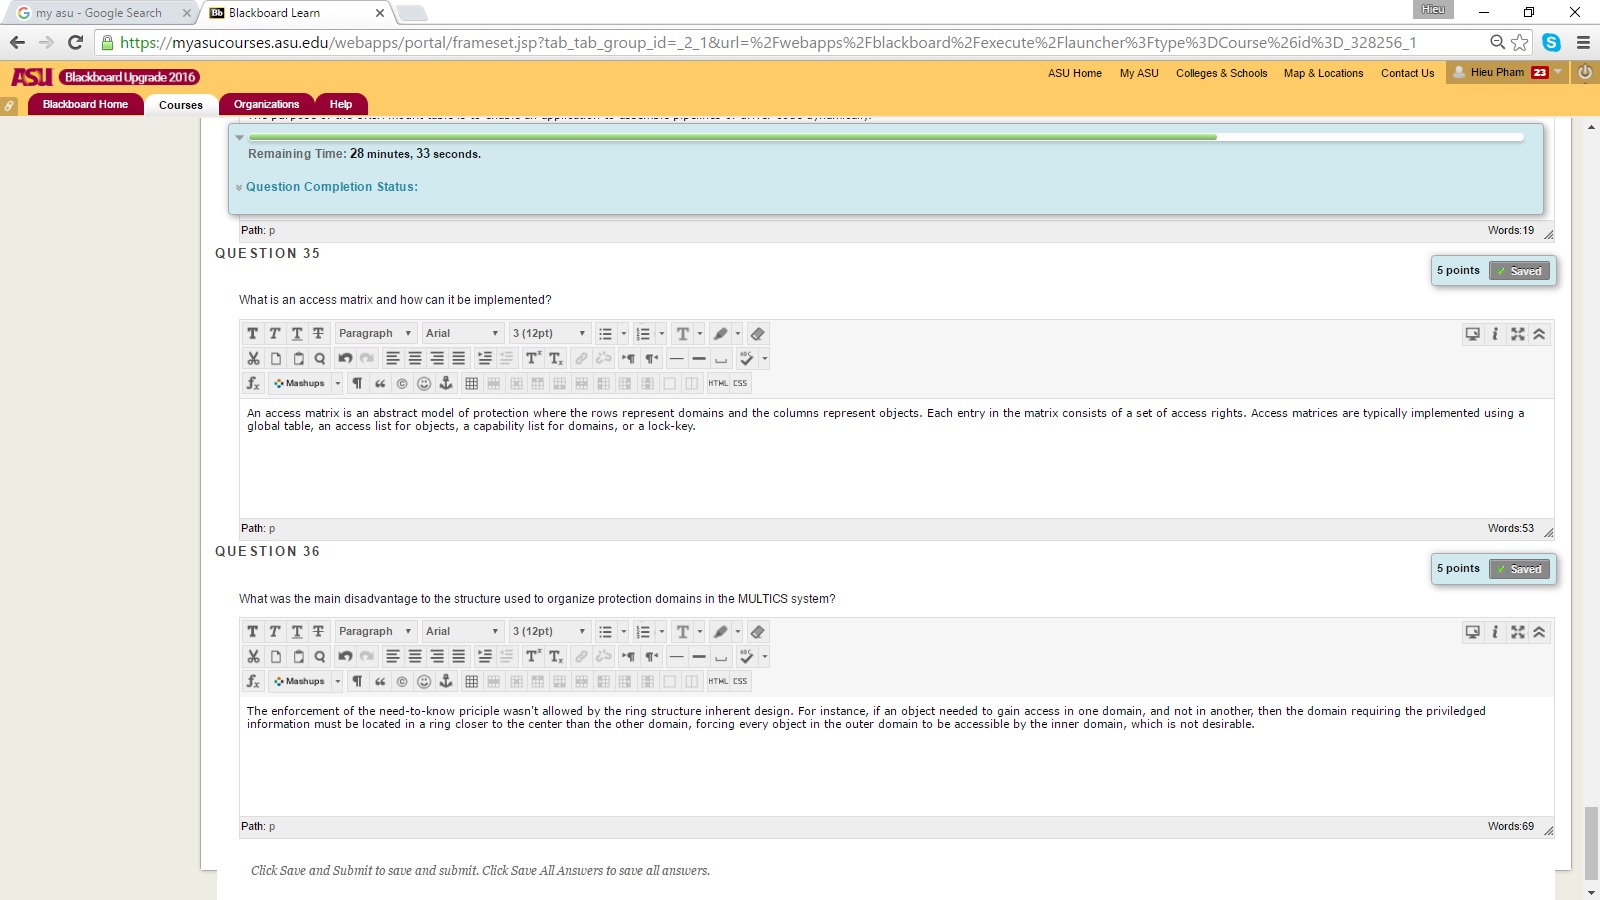 my asu - Google Search
Blackboard Learn
Hieu
https://myasucourses.asu.edu/webapps/portal/frameset.jsp?tab_tab_group_id=_2_1&url=%2Fwebapps%2Fblackboard%2Fexecute%2Flauncher%3Ftype%3DCourse%26id%3D_328256_1
ASU Blackboard Upgrade 2016
ASU Home My ASU Colleges & Schools Map & Locations Contact Us Hieu Pham 23
Blackboard Home Courses Organizations Help
Remaining Time: 28 minutes, 33 seconds.
Question Completion Status:
Path: p Words:19
QUESTION 35
5 points Saved
What is an access matrix and how can it be implemented?
Paragraph Arial 3 (12pt)
Mashups HTML CSS
An access matrix is an abstract model of protection where the rows represent domains and the columns represent objects. Each entry in the matrix consists of a set of access rights. Access matrices are typically implemented using a
global table, an access list for objects, a capability list for domains, or a lock-key.
Path: p Words:53
QUESTION 36
5 points Saved
What was the main disadvantage to the structure used to organize protection domains in the MULTICS system?
Paragraph Arial 3 (12pt)
Mashups HTML CSS
The enforcement of the need-to-know priciple wasn't allowed by the ring structure inherent design. For instance, if an object needed to gain access in one domain, and not in another, then the domain requiring the priviledged
information must be located in a ring closer to the center than the other domain, forcing every object in the outer domain to be accessible by the inner domain, which is not desirable.
Path: p Words:69
Click Save and Submit to save and submit. Click Save All Answers to save all answers.